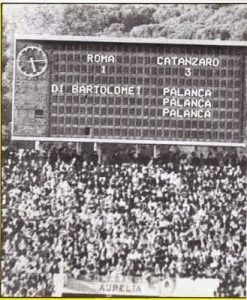 ROMA CATANZARO
1 3
DI BARTOLOMEI PALANCA
PALANCA
PALANCA
AURELIA